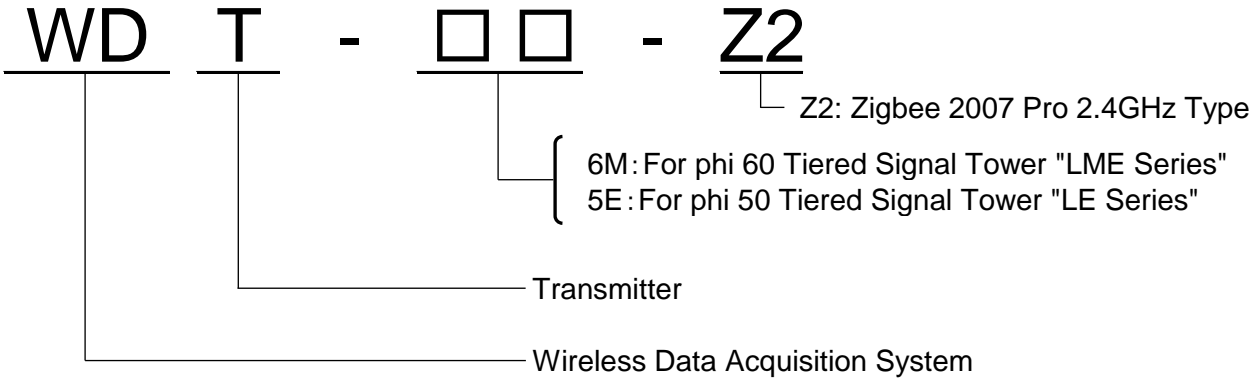 WD T - □□ - Z2
Z2: Zigbee 2007 Pro 2.4GHz Type
6M:For phi 60 Tiered Signal Tower "LME Series"
5E:For phi 50 Tiered Signal Tower "LE Series"
Transmitter
Wireless Data Acquisition System